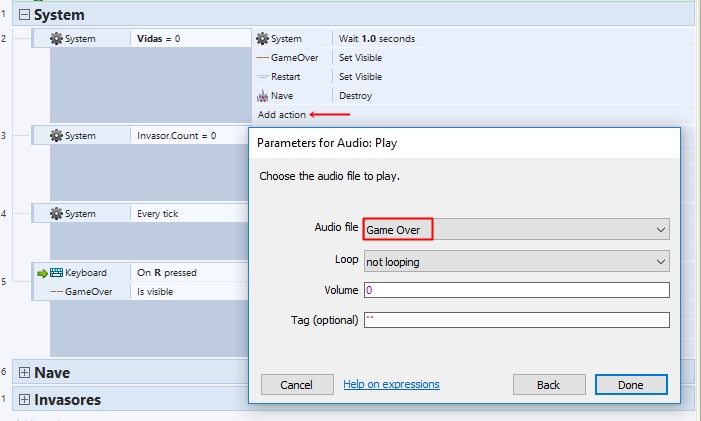 1 System
2 System Vidas = 0 System Wait 1.0 seconds
GameOver Set Visible
Restart Set Visible
Nave Destroy
Add action
3 System Invasor.Count = 0
Parameters for Audio: Play
Choose the audio file to play.
4 System Every tick
Audio file Game Over
Loop not looping
Volume 0
Tag (optional) ""
5 Keyboard On R pressed
GameOver Is visible
Cancel Help on expressions Back Done
6 Nave
1 Invasores